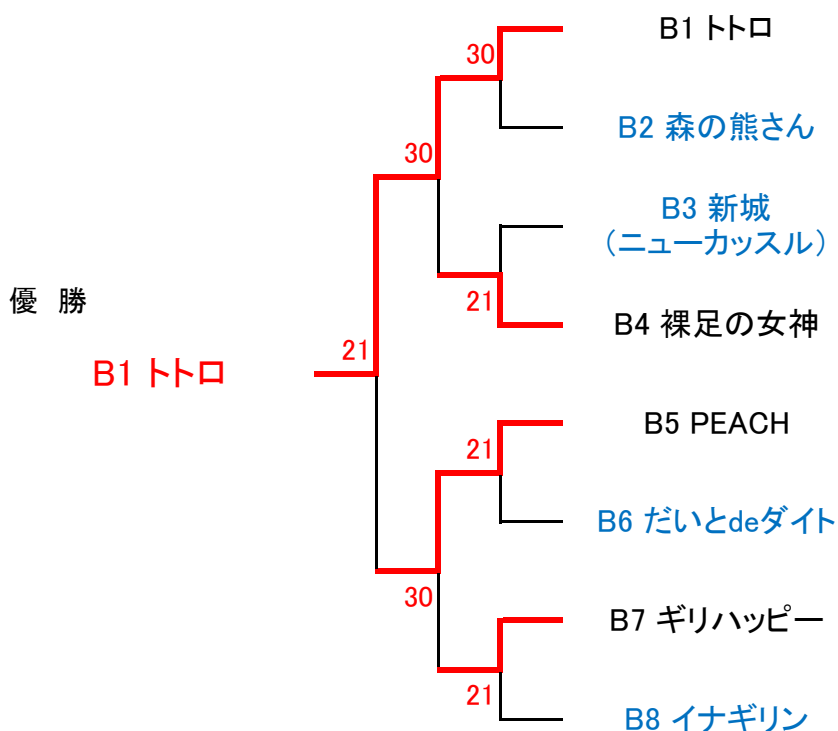 B1 トトロ
30
B2 森の熊さん
30
B3 新城
（ニューカッスル）
優 勝
21
B4 裸足の女神
21
B1 トトロ
B5 PEACH
21
B6 だいとdeダイト
30
B7 ギリハッピー
21
B8 イナギリン